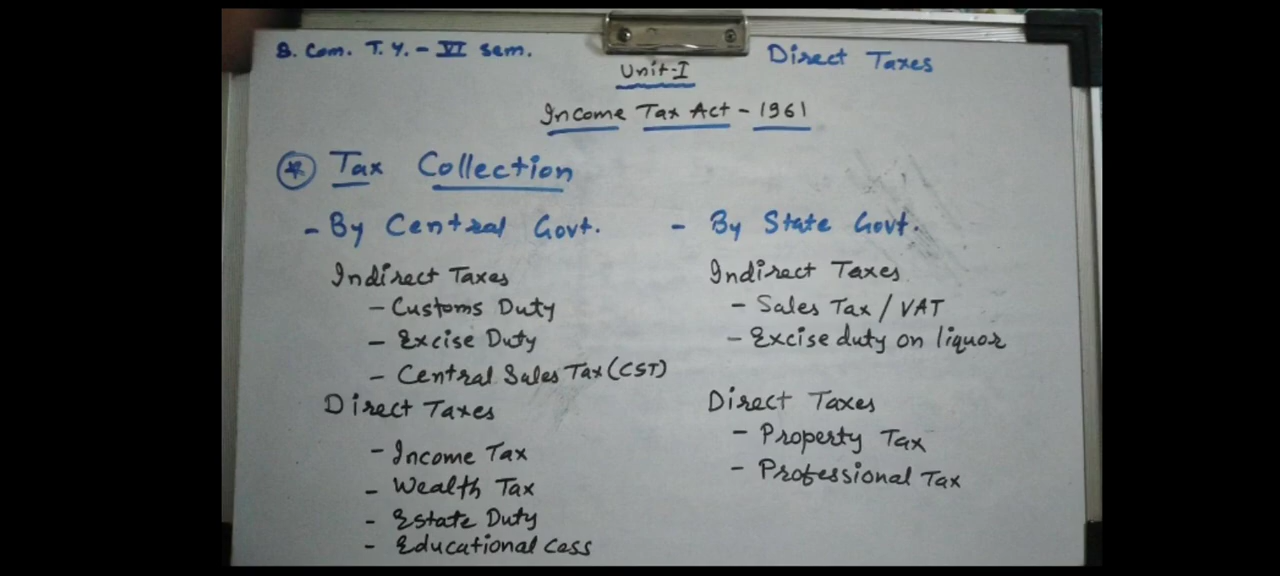 B. Com. T. Y. - VI Sem.
Direct Taxes
Unit-I
Income Tax Act - 1961
* Tax Collection
- By Central Govt.
Indirect Taxes
- Customs Duty
- Excise Duty
- Central Sales Tax (CST)
Direct Taxes
- Income Tax
- Wealth Tax
- Estate Duty
- Educational Cess
- By State Govt.
Indirect Taxes
- Sales Tax / VAT
- Excise duty on liquor
Direct Taxes
- Property Tax
- Professional Tax